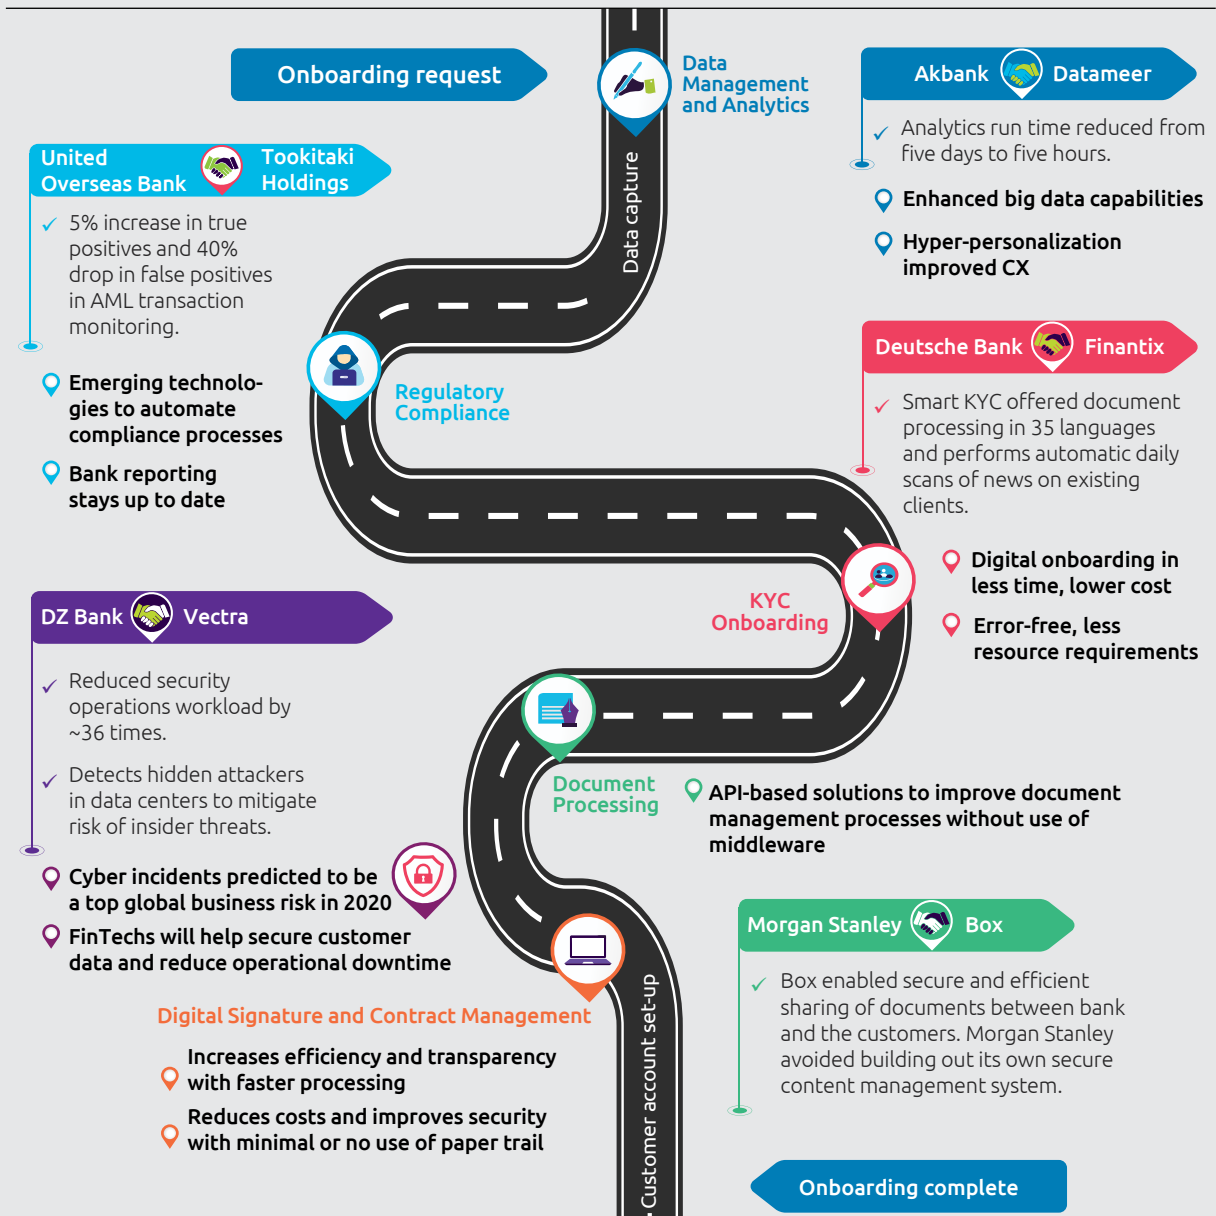 Onboarding request
Data
Management
and Analytics
Akbank Datameer
Analytics run time reduced from
five days to five hours.
Enhanced big data capabilities
Hyper-personalization
improved CX
Data capture
United
Overseas Bank
Tookitaki
Holdings
5% increase in true
positives and 40%
drop in false positives
in AML transaction
monitoring.
Emerging technolo-
gies to automate
compliance processes
Bank reporting
stays up to date
Regulatory
Compliance
Deutsche Bank Finantix
Smart KYC offered document
processing in 35 languages
and performs automatic daily
scans of news on existing
clients.
Digital onboarding in
less time, lower cost
Error-free, less
resource requirements
KYC
Onboarding
DZ Bank Vectra
Reduced security
operations workload by
~36 times.
Detects hidden attackers
in data centers to mitigate
risk of insider threats.
Cyber incidents predicted to be
a top global business risk in 2020
FinTechs will help secure customer
data and reduce operational downtime
Document
Processing
API-based solutions to improve document
management processes without use of
middleware
Morgan Stanley Box
Box enabled secure and efficient
sharing of documents between bank
and the customers. Morgan Stanley
avoided building out its own secure
content management system.
Digital Signature and Contract Management
Increases efficiency and transparency
with faster processing
Reduces costs and improves security
with minimal or no use of paper trail
Customer account set-up
Onboarding complete